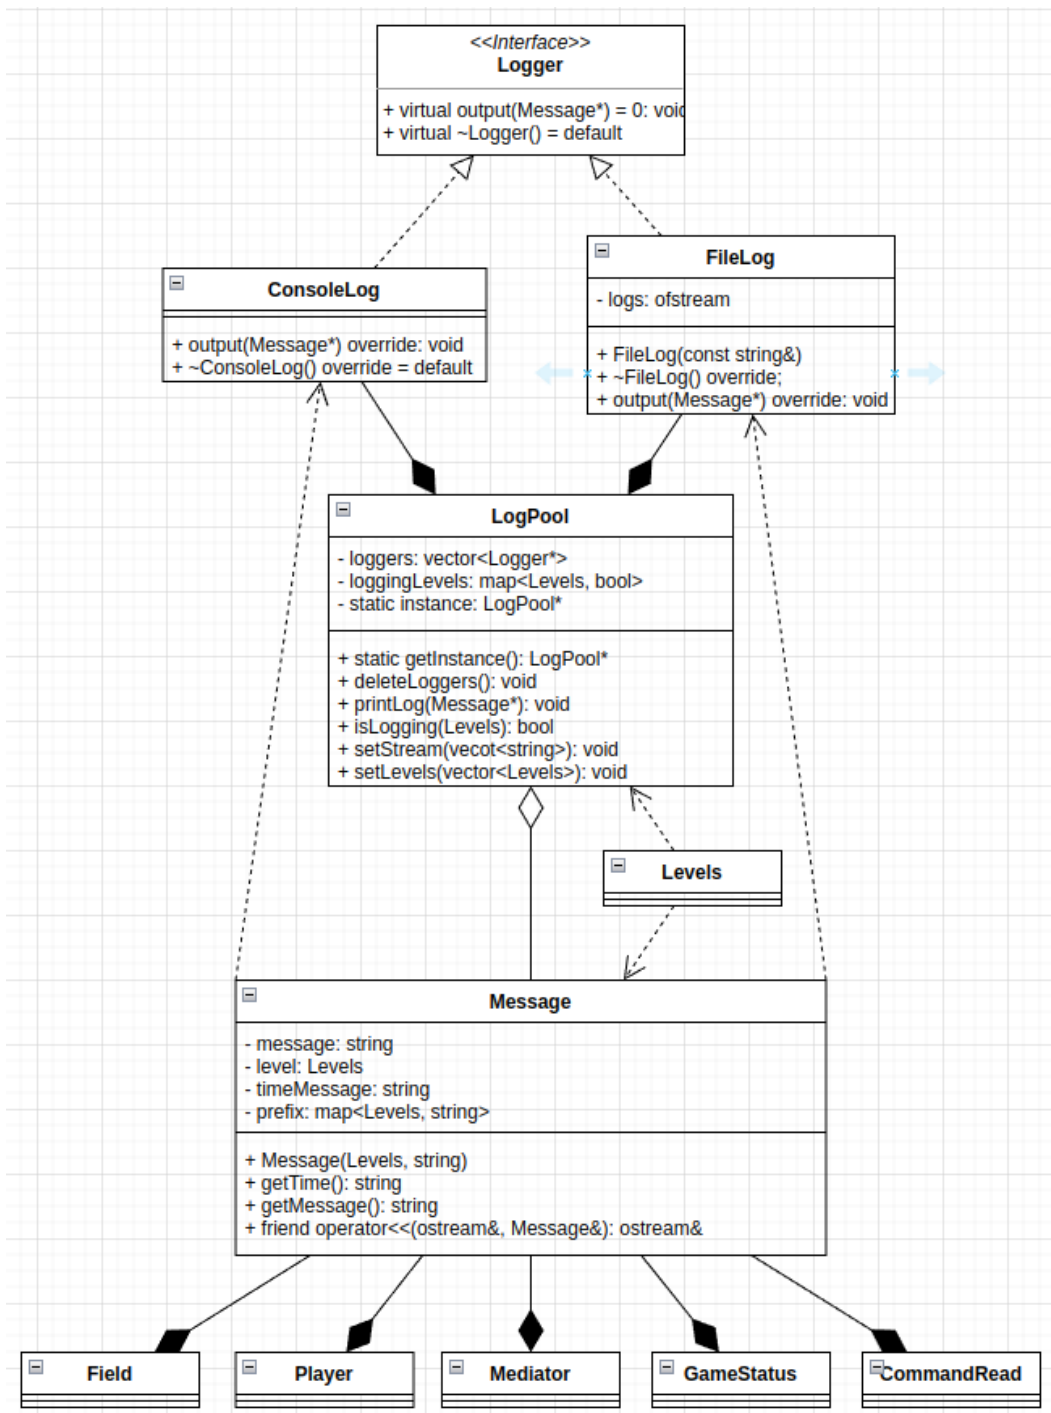 <<Interface>>
Logger
+ virtual output(Message*) = 0: void
+ virtual ~Logger() = default
FileLog
- logs: ofstream
+ FileLog(const string&)
+ ~FileLog() override;
+ output(Message*) override: void
ConsoleLog
+ output(Message*) override: void
+ ~ConsoleLog() override = default
LogPool
- loggers: vector<Logger*>
- loggingLevels: map<Levels, bool>
- static instance: LogPool*
+ static getInstance(): LogPool*
+ deleteLoggers(): void
+ printLog(Message*): void
+ isLogging(Levels): bool
+ setStream(vecot<string>): void
+ setLevels(vector<Levels>): void
Levels
Message
- message: string
- level: Levels
- timeMessage: string
- prefix: map<Levels, string>
+ Message(Levels, string)
+ getTime(): string
+ getMessage(): string
+ friend operator<<(ostream&, Message&): ostream&
Field
Player
Mediator
GameStatus
CommandRead